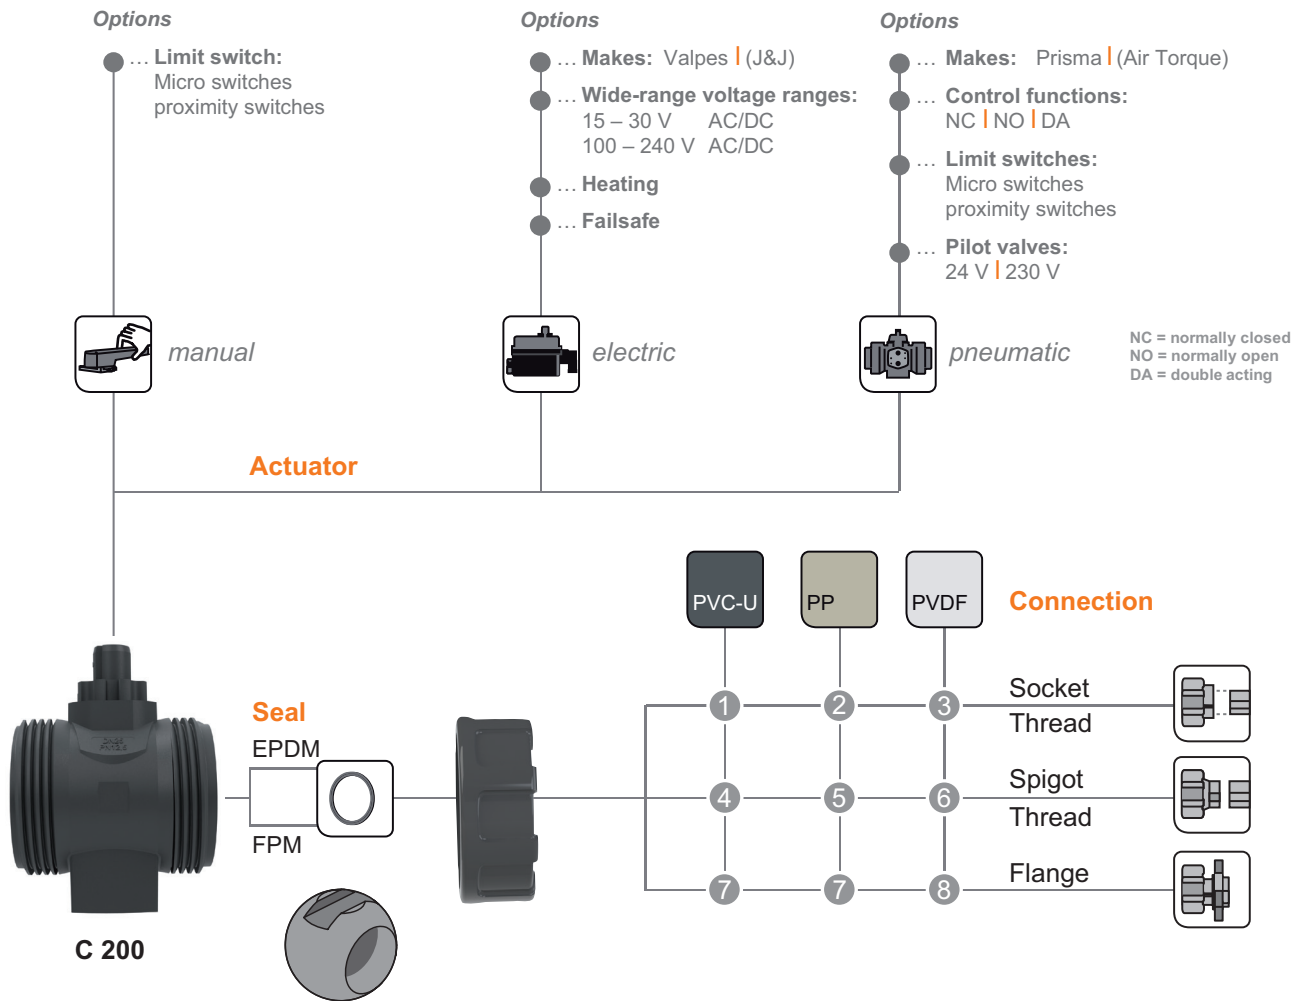 Options
... Limit switch:
Micro switches
proximity switches
Options
... Makes: Valpes | (J&J)
... Wide-range voltage ranges:
15 – 30 V AC/DC
100 – 240 V AC/DC
... Heating
... Failsafe
Options
... Makes: Prisma | (Air Torque)
... Control functions:
NC | NO | DA
... Limit switches:
Micro switches
proximity switches
... Pilot valves:
24 V | 230 V
manual
electric
pneumatic
NC = normally closed
NO = normally open
DA = double acting
Actuator
PVC-U
PP
PVDF
Connection
Seal
EPDM
FPM
1 2 3
Socket
Thread
4 5 6
Spigot
Thread
7 7 8
Flange
C 200